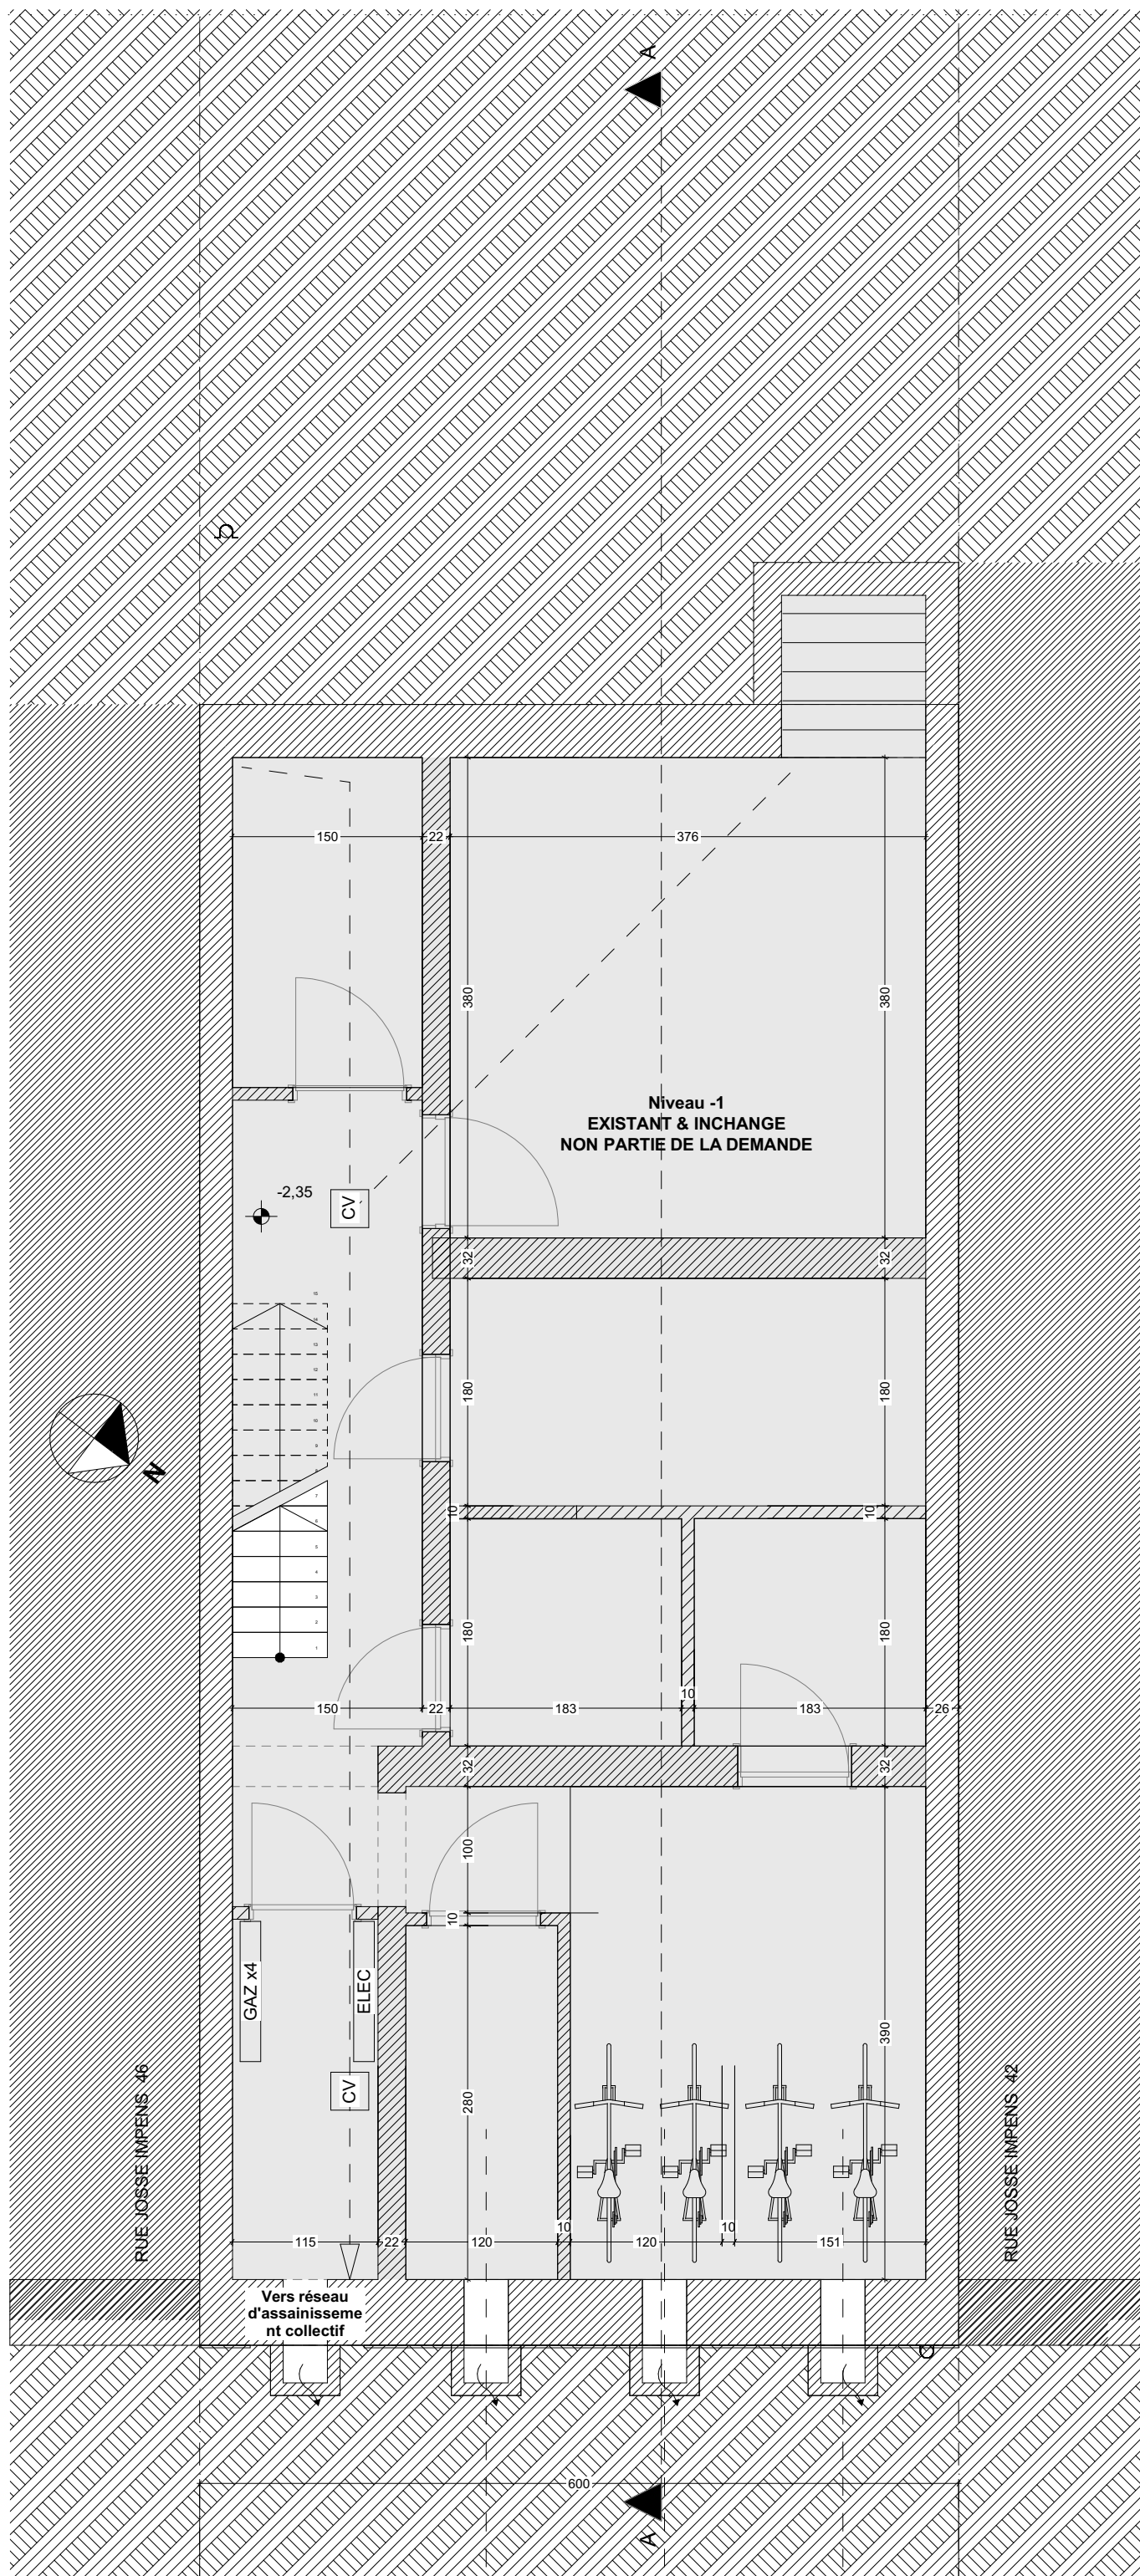 A
150
22
376
380
380
Niveau -1
EXISTANT & INCHANGE
NON PARTIE DE LA DEMANDE
-2,35
CV
32
32
180
180
N
10
10
180
180
10
150
22
183
183
26
32
32
100
10
GAZ x4
ELEC
390
CV
280
RUE JOSSE IMPENS 46
RUE JOSSE IMPENS 42
10
10
115
22
120
120
151
Vers réseau
d'assainisseme
nt collectif
600
A